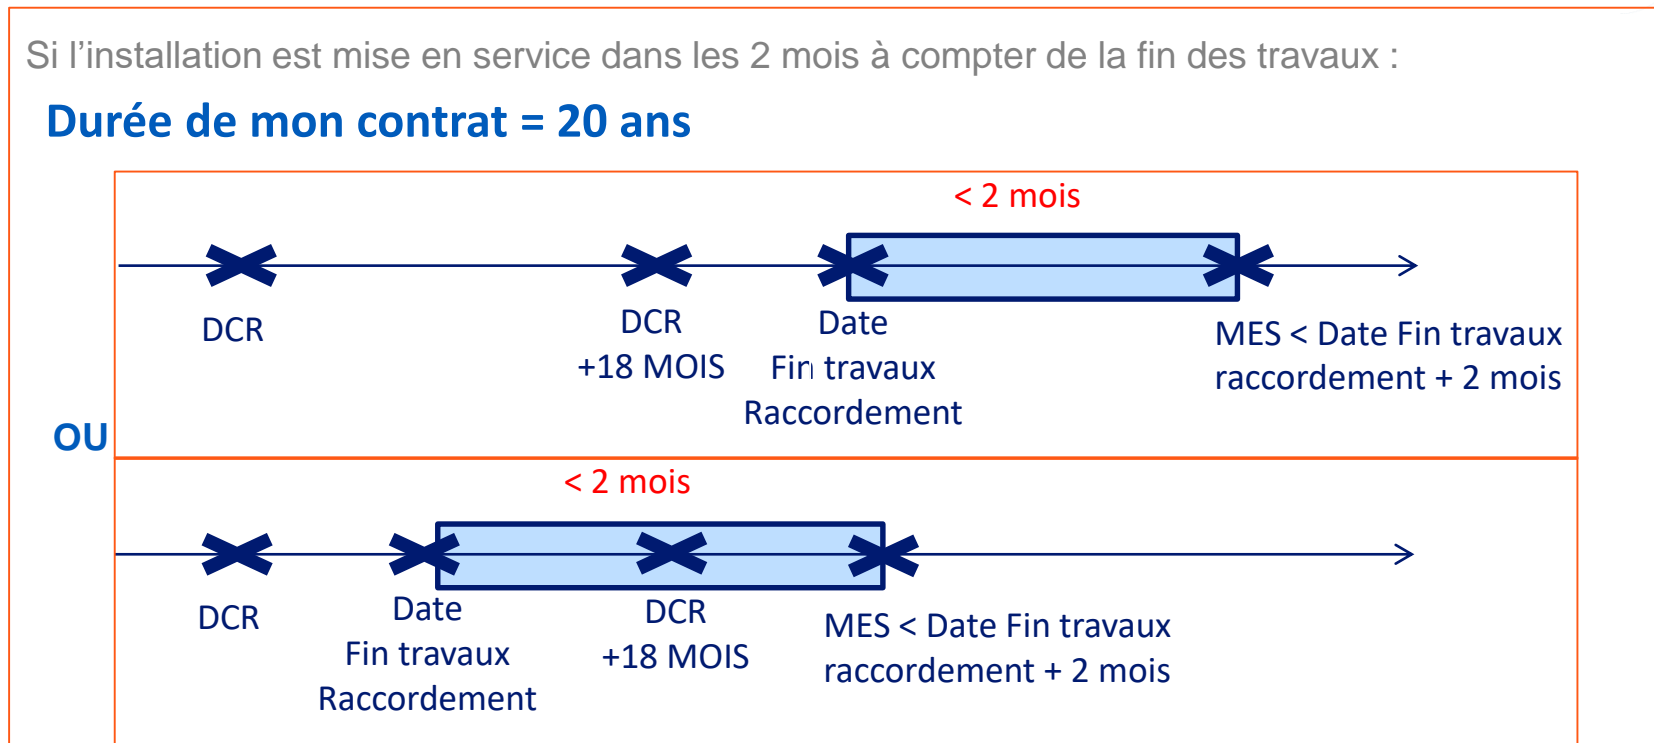 Si l’installation est mise en service dans les 2 mois à compter de la fin des travaux :
Durée de mon contrat = 20 ans
< 2 mois
DCR
DCR
+18 MOIS
Date
Fin travaux
Raccordement
MES < Date Fin travaux
raccordement + 2 mois
OU
< 2 mois
DCR
Date
Fin travaux
Raccordement
DCR
+18 MOIS
MES < Date Fin travaux
raccordement + 2 mois